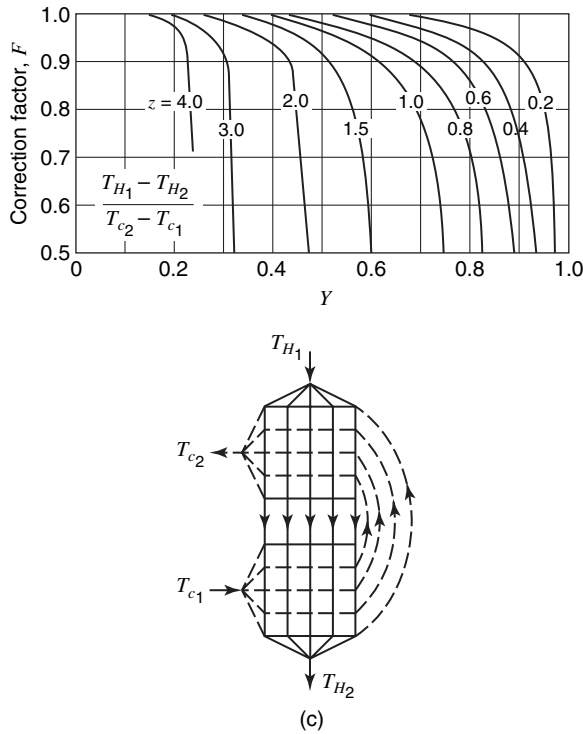 Correction factor, F
1.0
0.9
0.8
0.7
0.6
0.5
z = 4.0
3.0
2.0
1.5
1.0
0.8
0.6
0.4
0.2
T_{H_1} − T_{H_2}
T_{c_2} − T_{c_1}
0 0.2 0.4 0.6 0.8 1.0
Y
T_{H_1}
T_{c_2}
T_{c_1}
T_{H_2}
(c)